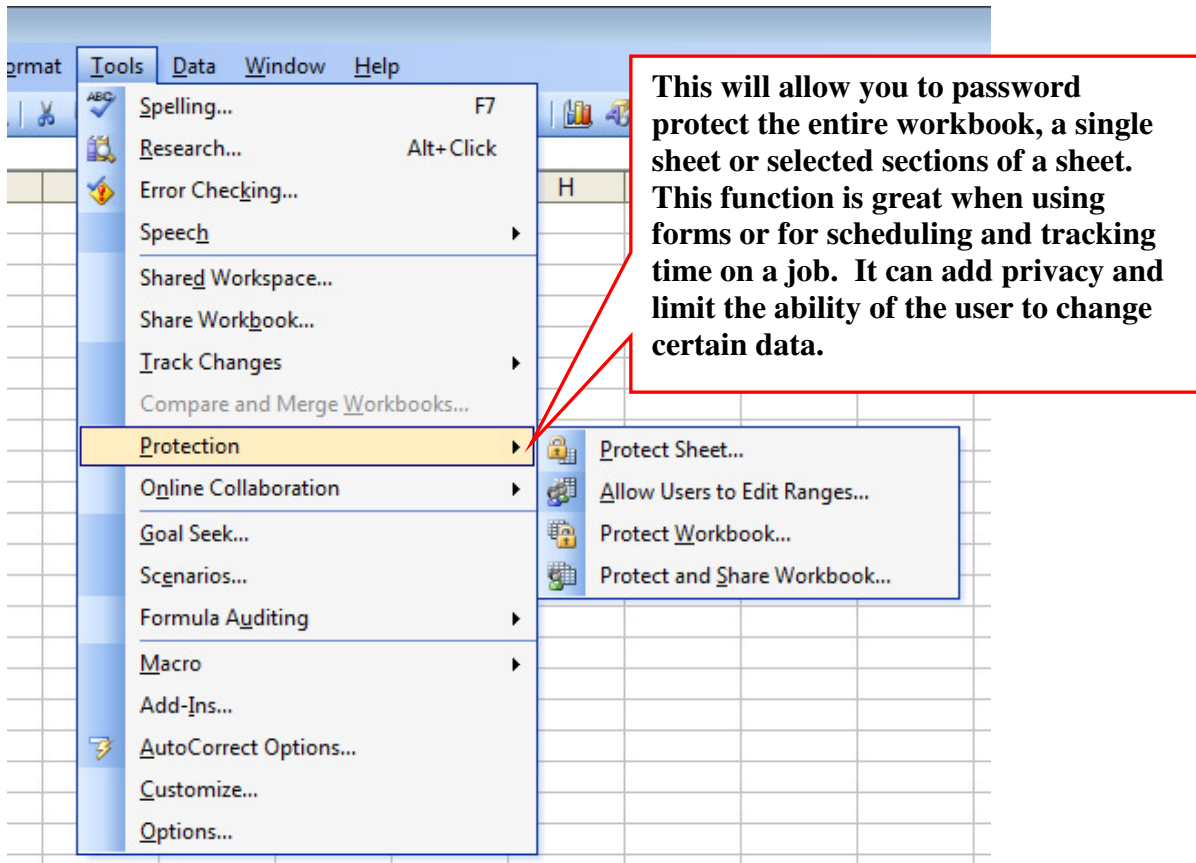 ormat Tools Data Window Help
ABC Spelling... F7
Research... Alt+Click
Error Checking...
Speech
Shared Workspace...
Share Workbook...
Track Changes
Compare and Merge Workbooks...
Protection
Online Collaboration
Goal Seek...
Scenarios...
Formula Auditing
Macro
Add-Ins...
AutoCorrect Options...
Customize...
Options...
H
This will allow you to password
protect the entire workbook, a single
sheet or selected sections of a sheet.
This function is great when using
forms or for scheduling and tracking
time on a job. It can add privacy and
limit the ability of the user to change
certain data.
Protect Sheet...
Allow Users to Edit Ranges...
Protect Workbook...
Protect and Share Workbook...